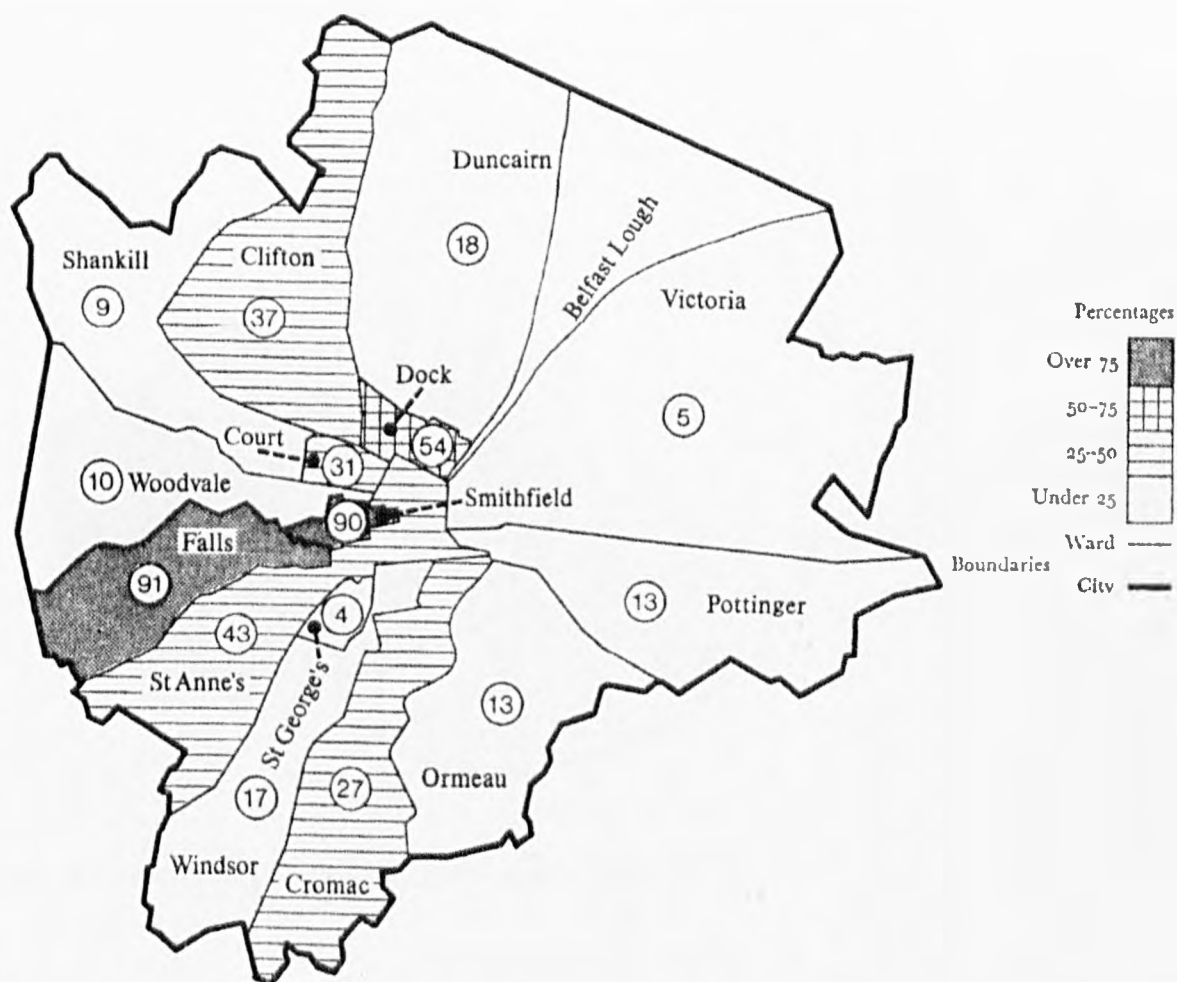 Duncairn
18
Belfast Lough
Shankill
9
Clifton
37
Victoria
5
Dock
54
Court
31
10 Woodvale
90
Smithfield
Falls
91
43
St Anne's
4
St George's
13
Pottinger
13
Ormeau
17
27
Windsor
Cromac
Percentages
Over 75
50-75
25-50
Under 25
Ward
Boundaries
City